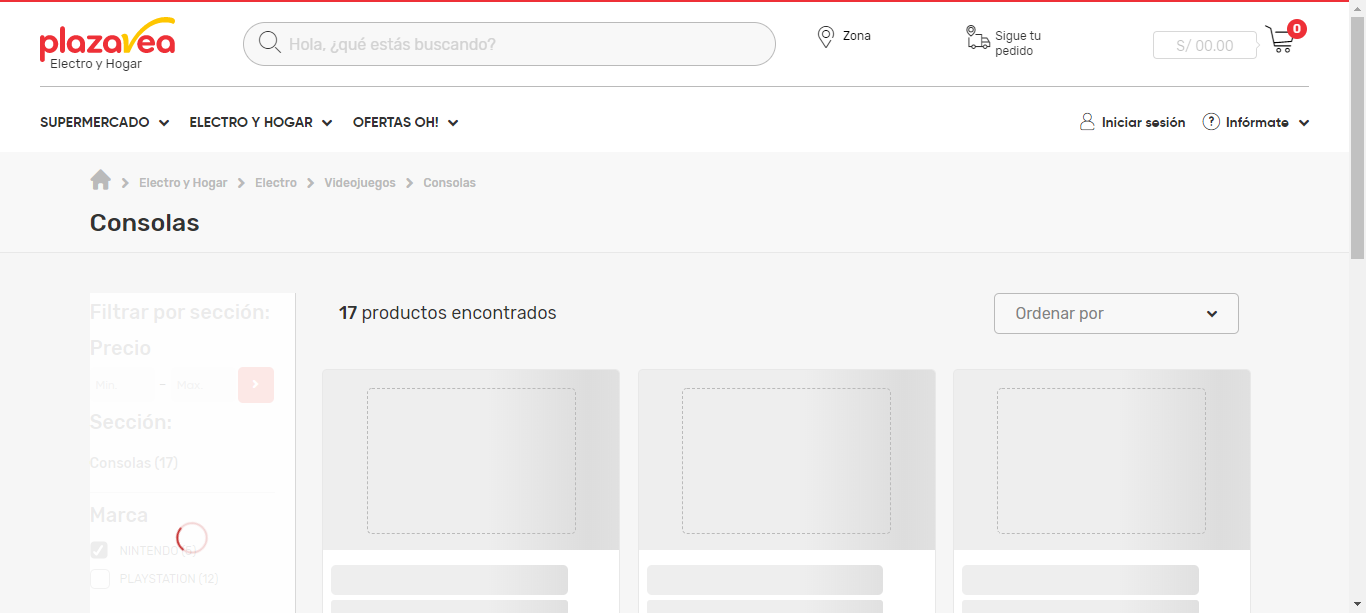 plazavea
Electro y Hogar
Hola, ¿qué estás buscando?
Zona
Sigue tu
pedido
S/ 00.00
0
SUPERMERCADO
ELECTRO Y HOGAR
OFERTAS OH!
Iniciar sesión
? Infórmate
Electro y Hogar
Electro
Videojuegos
Consolas
Consolas
Filtrar por sección:
Precio
Min. - Max
Sección:
Consolas (17)
Marca
NINTENDO (5)
PLAYSTATION (12)
17 productos encontrados
Ordenar por